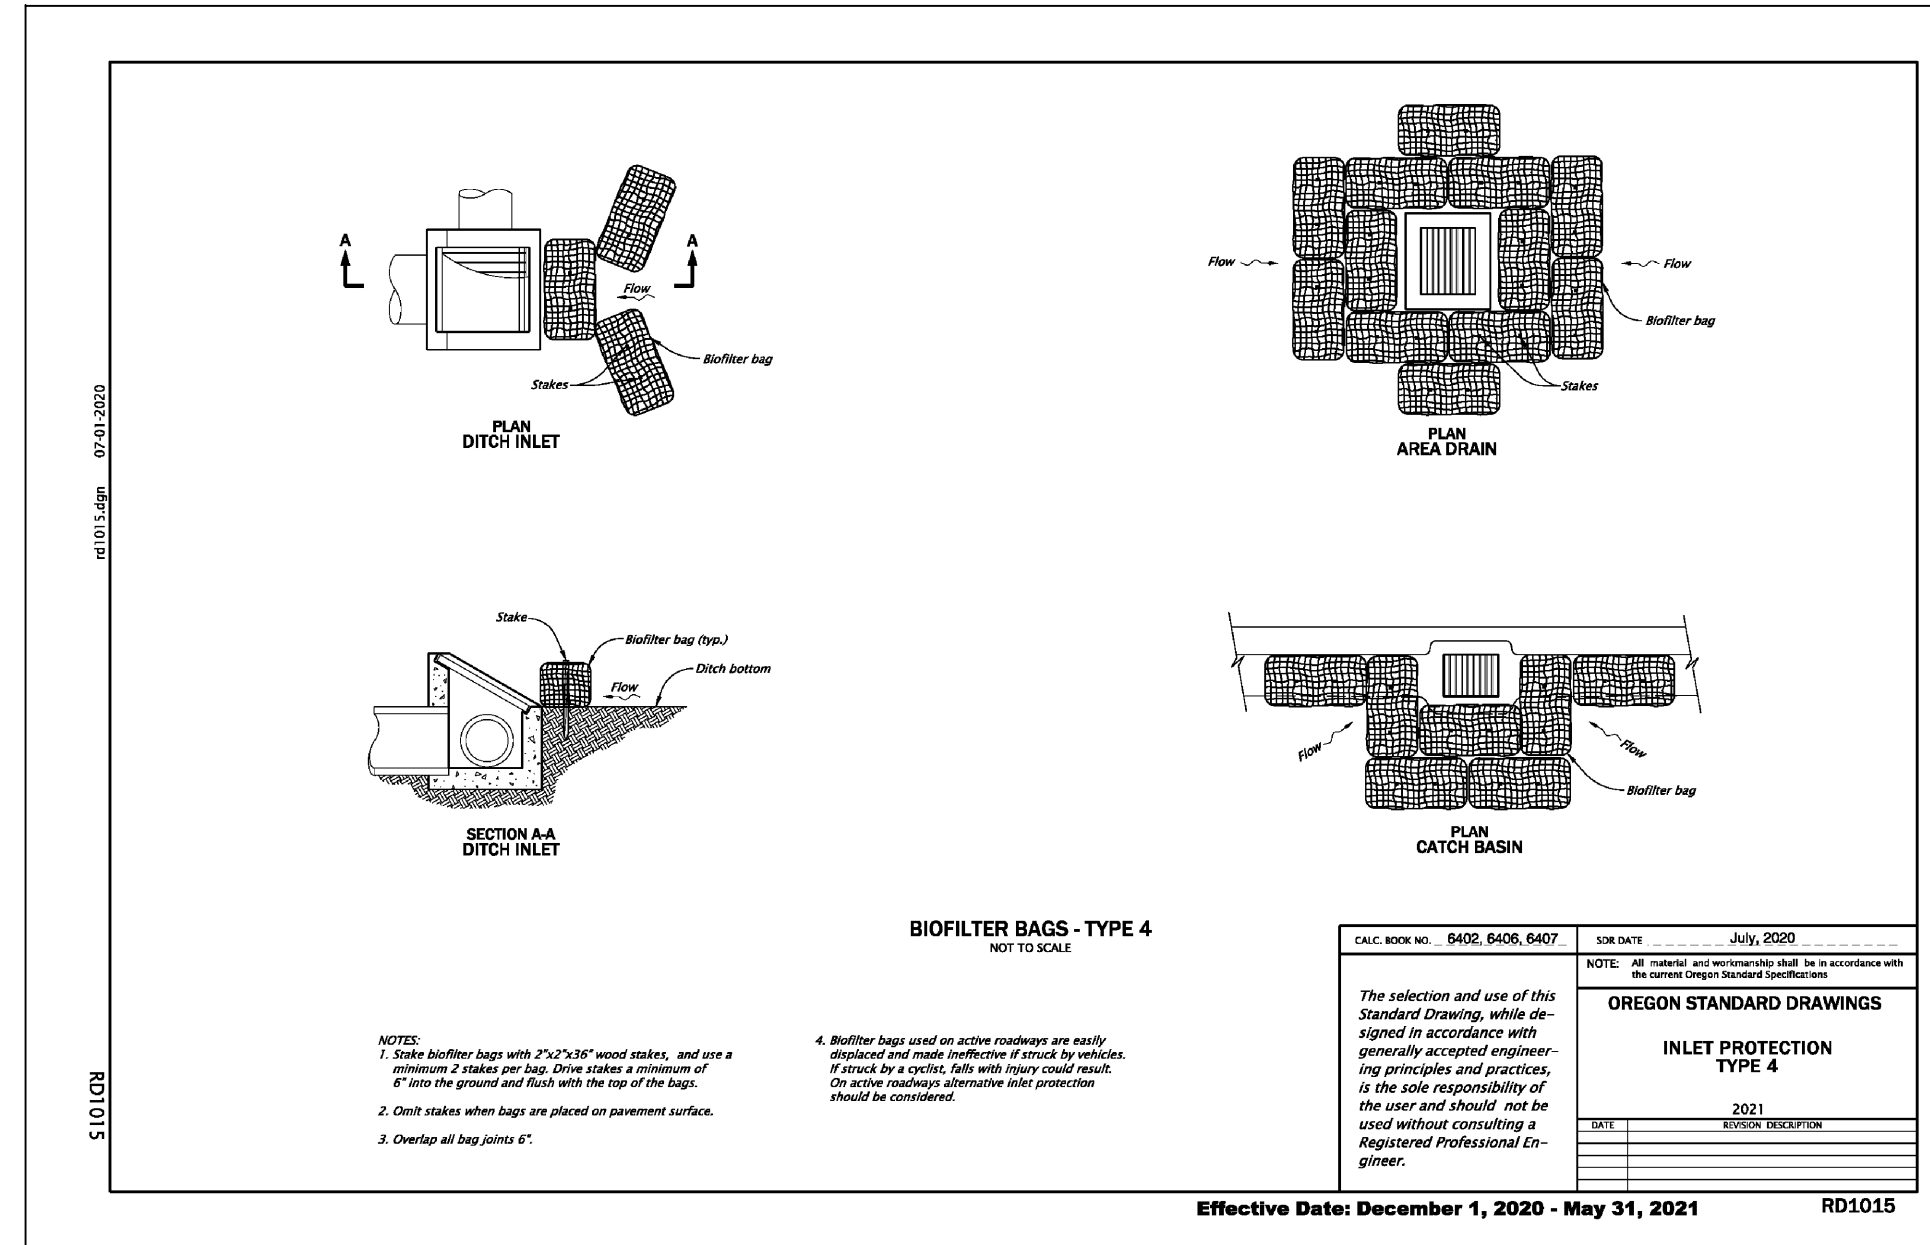 A
A
Flow
Biofilter bag
Stakes
PLAN
DITCH INLET
Flow
Flow
Biofilter bag
Stakes
PLAN
AREA DRAIN
rd1015.dgn 07-01-2020
Stake
Biofilter bag (typ.)
Ditch bottom
Flow
SECTION A-A
DITCH INLET
Flow
Flow
Biofilter bag
PLAN
CATCH BASIN
BIOFILTER BAGS - TYPE 4
NOT TO SCALE
NOTES:
1. Stake biofilter bags with 2"x2"x36" wood stakes, and use a
minimum 2 stakes per bag. Drive stakes a minimum of
6" into the ground and flush with the top of the bags.
2. Omit stakes when bags are placed on pavement surface.
3. Overlap all bag joints 6".
4. Biofilter bags used on active roadways are easily
displaced and made ineffective if struck by vehicles.
If struck by a cyclist, falls with injury could result.
On active roadways alternative inlet protection
should be considered.
CALC. BOOK NO. 6402, 6406, 6407
SDR DATE July, 2020
NOTE: All material and workmanship shall be in accordance with
the current Oregon Standard Specifications
The selection and use of this
Standard Drawing, while de-
signed in accordance with
generally accepted engineer-
ing principles and practices,
is the sole responsibility of
the user and should not be
used without consulting a
Registered Professional En-
gineer.
OREGON STANDARD DRAWINGS
INLET PROTECTION
TYPE 4
2021
DATE REVISION DESCRIPTION
RD1015
Effective Date: December 1, 2020 - May 31, 2021
RD1015